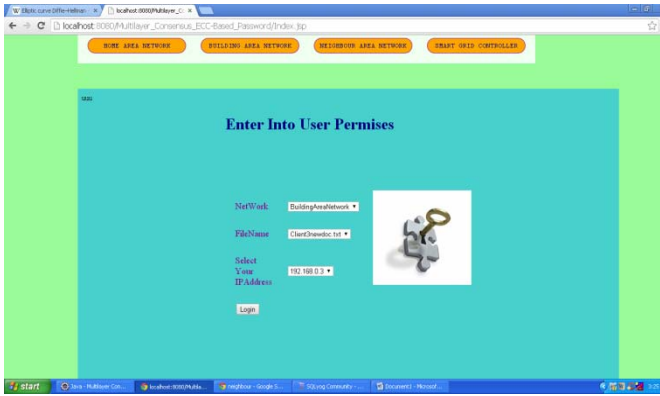 Elliptic curve Diffie-Hellman
localhost:8080/Multilayer_Co
localhost:8080/Multilayer_Consensus_ECC-Based_Password/Index.jsp
HOME AREA NETWORK BUILDING AREA NETWORK NEIGHBOUR AREA NETWORK SMART GRID CONTROLLER
Enter Into User Permises
NetWork BuildingAreaNetwork
FileName Client3newdoc.txt
Select
Your 192.168.0.3
IPAddress
Login
start Java - Multilayer Con... localhost:8080/Multila... neighbour - Google S... SQLyog Community - ... Document1 - Microsof... 3:25